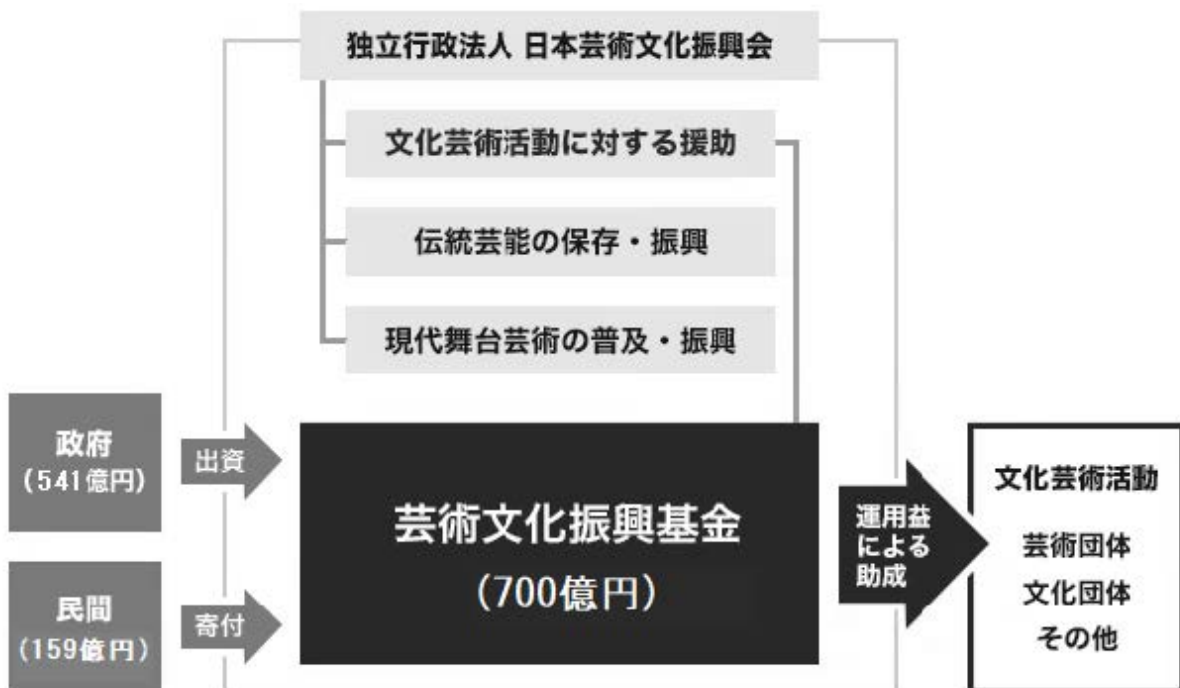 独立行政法人 日本芸術文化振興会
文化芸術活動に対する援助
伝統芸能の保存・振興
現代舞台芸術の普及・振興
政府
(541億円)
出資
民間
(159億円)
寄付
芸術文化振興基金
(700億円)
運用益
による
助成
文化芸術活動
芸術団体
文化団体
その他